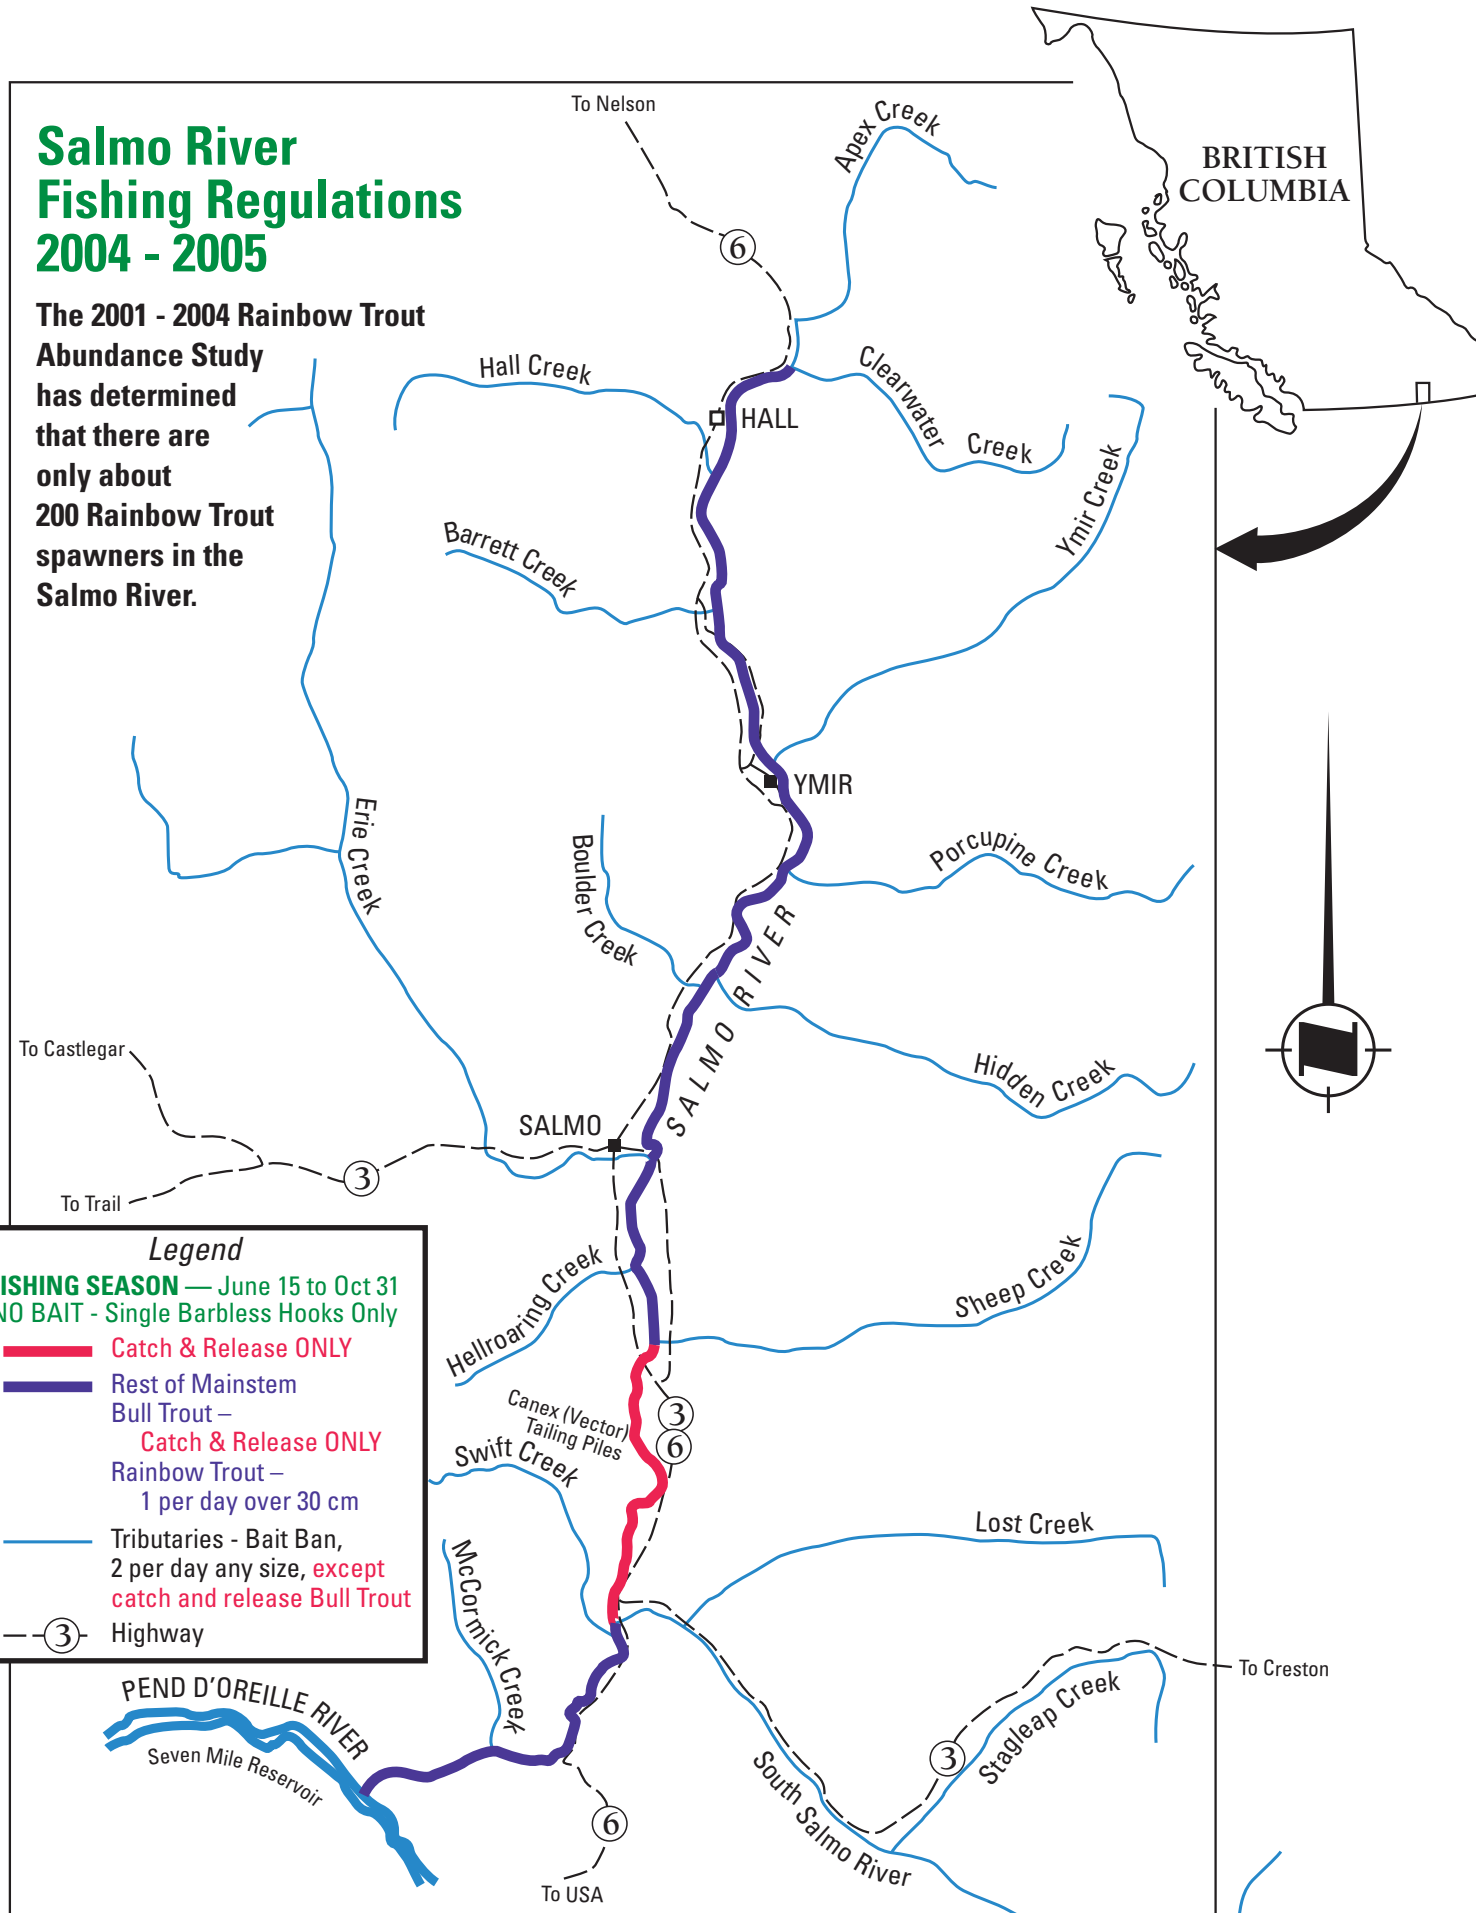 Salmo River
Fishing Regulations
2004 - 2005
The 2001 - 2004 Rainbow Trout
Abundance Study
has determined
that there are
only about
200 Rainbow Trout
spawners in the
Salmo River.
BRITISH
COLUMBIA
To Nelson
6
Apex Creek
Hall Creek
HALL
Clearwater Creek
Ymir Creek
Barrett Creek
YMIR
Erie Creek
Boulder Creek
Porcupine Creek
SALMO RIVER
Hidden Creek
To Castlegar
SALMO
3
To Trail
Hellroaring Creek
Sheep Creek
Canex (Vector)
Tailing Piles
3
6
Swift Creek
McCormick Creek
Lost Creek
To Creston
Stagleap Creek
3
South Salmo River
6
To USA
PEND D'OREILLE RIVER
Seven Mile Reservoir
Legend
ISHING SEASON — June 15 to Oct 31
NO BAIT - Single Barbless Hooks Only
Catch & Release ONLY
Rest of Mainstem
Bull Trout –
Catch & Release ONLY
Rainbow Trout –
1 per day over 30 cm
Tributaries - Bait Ban,
2 per day any size, except
catch and release Bull Trout
3 Highway